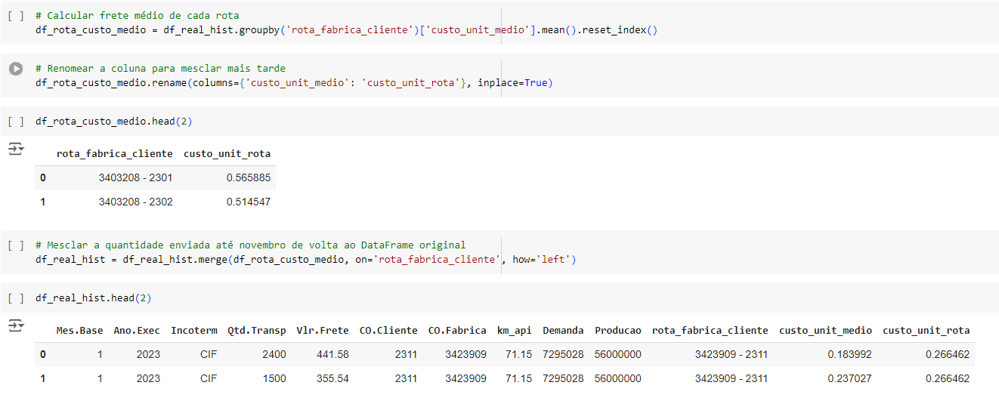 [ ] # Calcular frete médio de cada rota
df_rota_custo_medio = df_real_hist.groupby('rota_fabrica_cliente')['custo_unit_medio'].mean().reset_index()
# Renomear a coluna para mesclar mais tarde
df_rota_custo_medio.rename(columns={'custo_unit_medio': 'custo_unit_rota'}, inplace=True)
[ ] df_rota_custo_medio.head(2)
rota_fabrica_cliente custo_unit_rota
0 3403208 - 2301 0.565885
1 3403208 - 2302 0.514547
[ ] # Mesclar a quantidade enviada até novembro de volta ao DataFrame original
df_real_hist = df_real_hist.merge(df_rota_custo_medio, on='rota_fabrica_cliente', how='left')
[ ] df_real_hist.head(2)
Mes.Base Ano.Exec Incoterm Qtd.Transp Vlr.Frete CO.Cliente CO.Fabrica km_api Demanda Producao rota_fabrica_cliente custo_unit_medio custo_unit_rota
0 1 2023 CIF 2400 441.58 2311 3423909 71.15 7295028 56000000 3423909 - 2311 0.183992 0.266462
1 1 2023 CIF 1500 355.54 2311 3423909 71.15 7295028 56000000 3423909 - 2311 0.237027 0.266462